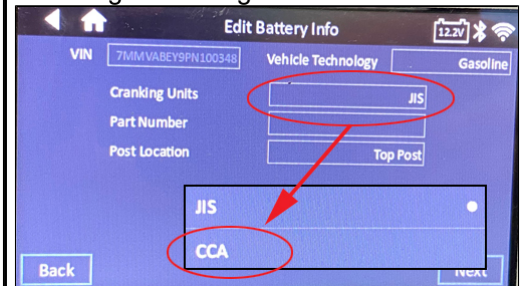 Edit Battery Info
12.2V
VIN 7MMVABEY9PN100348 Vehicle Technology Gasoline
Cranking Units JIS
Part Number
Post Location Top Post
JIS
CCA
Back Next